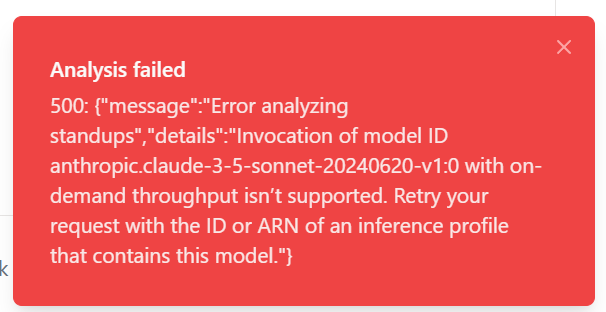 Analysis failed
500: {"message":"Error analyzing
standups","details":"Invocation of model ID
anthropic.claude-3-5-sonnet-20240620-v1:0 with on-
demand throughput isn’t supported. Retry your
request with the ID or ARN of an inference profile
that contains this model."}
k